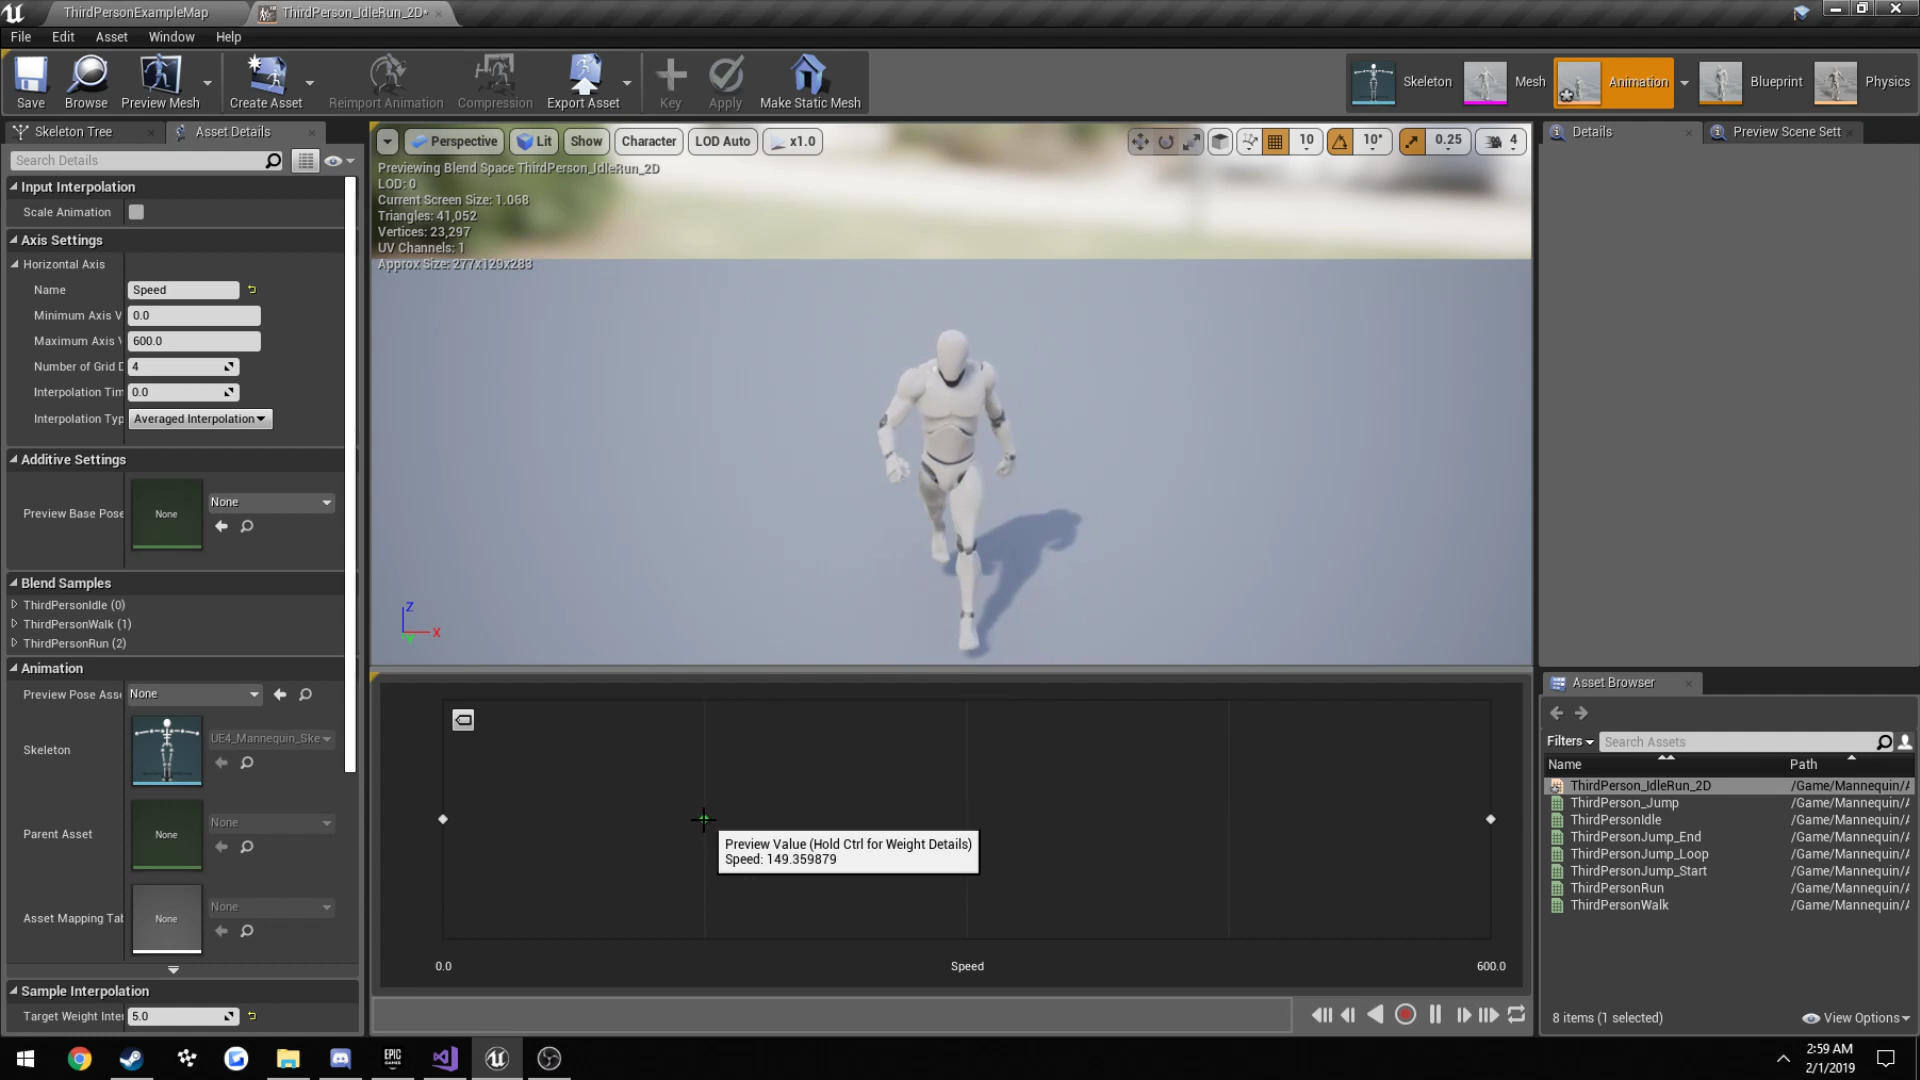 ThirdPersonExampleMap
ThirdPerson_IdleRun_2D*
File Edit Asset Window Help
Save Browse Preview Mesh Create Asset Reimport Animation Compression Export Asset Key Apply Make Static Mesh
Skeleton Mesh Animation Blueprint Physics
Skeleton Tree Asset Details
Search Details
Input Interpolation
Scale Animation
Axis Settings
Horizontal Axis
Name Speed
Minimum Axis V 0.0
Maximum Axis V 600.0
Number of Grid D 4
Interpolation Tim 0.0
Interpolation Typ Averaged Interpolation
Additive Settings
Preview Base Pose None None
Blend Samples
ThirdPersonIdle (0)
ThirdPersonWalk (1)
ThirdPersonRun (2)
Animation
Preview Pose Asse None
Skeleton UE4_Mannequin_Ske
Parent Asset None None
Asset Mapping Tab None None
Sample Interpolation
Target Weight Inter 5.0
Perspective Lit Show Character LOD Auto x1.0
10 10° 0.25 4
Previewing Blend Space ThirdPerson_IdleRun_2D
LOD: 0
Current Screen Size: 1.068
Triangles: 41,052
Vertices: 23,297
UV Channels: 1
Approx Size: 277x129x283
Z
X
Preview Value (Hold Ctrl for Weight Details)
Speed: 149.359879
0.0 Speed 600.0
Details Preview Scene Sett
Asset Browser
Filters Search Assets
Name Path
ThirdPerson_IdleRun_2D /Game/Mannequin/A
ThirdPerson_Jump /Game/Mannequin/A
ThirdPersonIdle /Game/Mannequin/A
ThirdPersonJump_End /Game/Mannequin/A
ThirdPersonJump_Loop /Game/Mannequin/A
ThirdPersonJump_Start /Game/Mannequin/A
ThirdPersonRun /Game/Mannequin/A
ThirdPersonWalk /Game/Mannequin/A
8 items (1 selected) View Options
EPIC GAMES
2:59 AM
2/1/2019